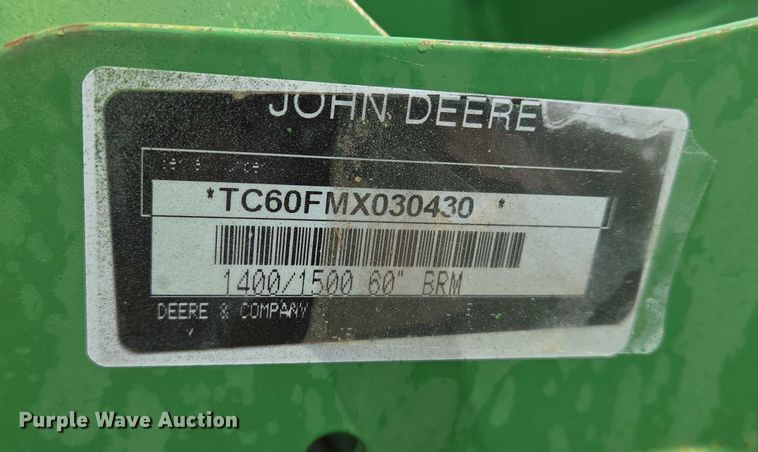 JOHN DEERE
*TC60FMX030430 *
1400/1500 60" BRM
DEERE & COMPANY
Purple Wave Auction